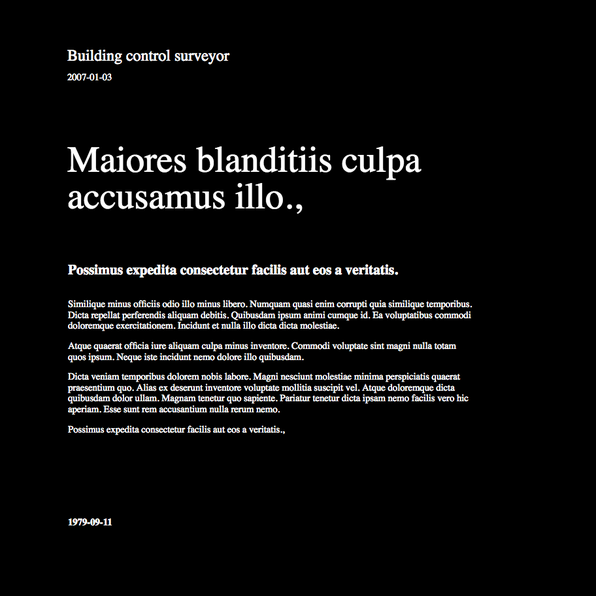 Building control surveyor
2007-01-03
Maiores blanditiis culpa
accusamus illo.,
Possimus expedita consectetur facilis aut eos a veritatis.
Similique minus officiis odio illo minus libero. Numquam quasi enim corrupti quia similique temporibus.
Dicta repellat perferendis aliquam debitis. Quibusdam ipsum animi cumque id. Ea voluptatibus commodi
doloremque exercitationem. Incidunt et nulla illo dicta dicta molestiae.
Atque quaerat officia iure aliquam culpa minus inventore. Commodi voluptate sint magni nulla totam
quos ipsum. Neque iste incidunt nemo dolore illo quibusdam.
Dicta veniam temporibus dolorem nobis labore. Magni nesciunt molestiae minima perspiciatis quaerat
praesentium quo. Alias ex deserunt inventore voluptate mollitia suscipit vel. Atque doloremque dicta
quibusdam dolor ullam. Magnam tenetur quo sapiente. Pariatur tenetur dicta ipsam nemo facilis vero hic
aperiam. Esse sunt rem accusantium nulla rerum nemo.
Possimus expedita consectetur facilis aut eos a veritatis.,
1979-09-11